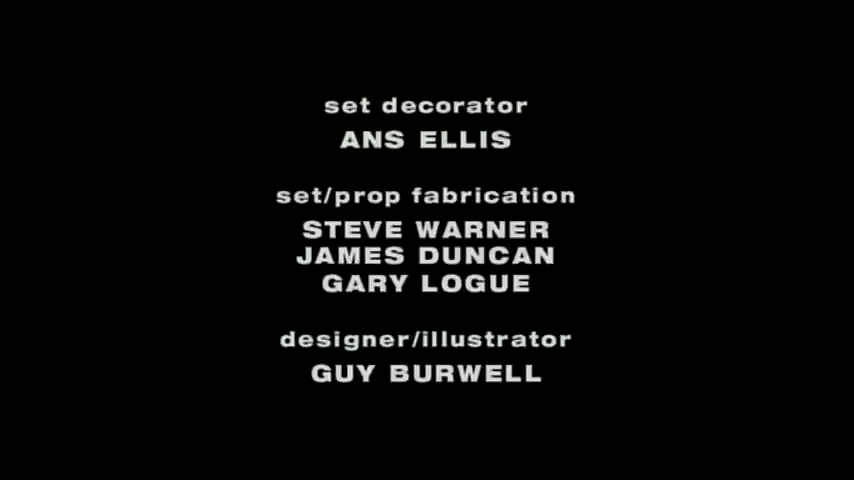 set decorator
ANS ELLIS
set/prop fabrication
STEVE WARNER
JAMES DUNCAN
GARY LOGUE
designer/illustrator
GUY BURWELL